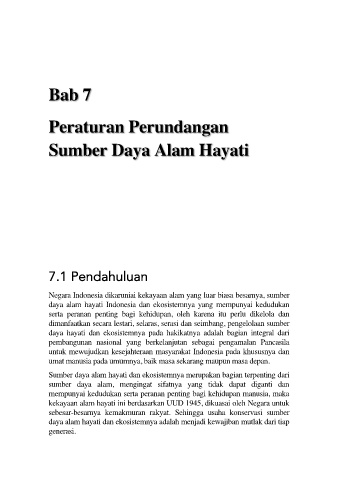 Bab 7
Peraturan Perundangan
Sumber Daya Alam Hayati
7.1 Pendahuluan
Negara Indonesia dikaruniai kekayaan alam yang luar biasa besarnya, sumber
daya alam hayati Indonesia dan ekosistemnya yang mempunyai kedudukan
serta peranan penting bagi kehidupan, oleh karena itu perlu dikelola dan
dimanfaatkan secara lestari, selaras, serasi dan seimbang, pengelolaan sumber
daya hayati dan ekosistemnya pada hakikatnya adalah bagian integral dari
pembangunan nasional yang berkelanjutan sebagai pengamalan Pancasila
untuk mewujudkan kesejahteraan masyarakat Indonesia pada khususnya dan
umat manusia pada umumnya, baik masa sekarang maupun masa depan.
Sumber daya alam hayati dan ekosistemnya merupakan bagian terpenting dari
sumber daya alam, mengingat sifatnya yang tidak dapat diganti dan
mempunyai kedudukan serta peranan penting bagi kehidupan manusia, maka
kekayaan alam hayati ini berdasarkan UUD 1945, dikuasai oleh Negara untuk
sebesar-besarnya kemakmuran rakyat. Sehingga usaha konservasi sumber
daya alam hayati dan ekosistemnya adalah menjadi kewajiban mutlak dari tiap
generasi.